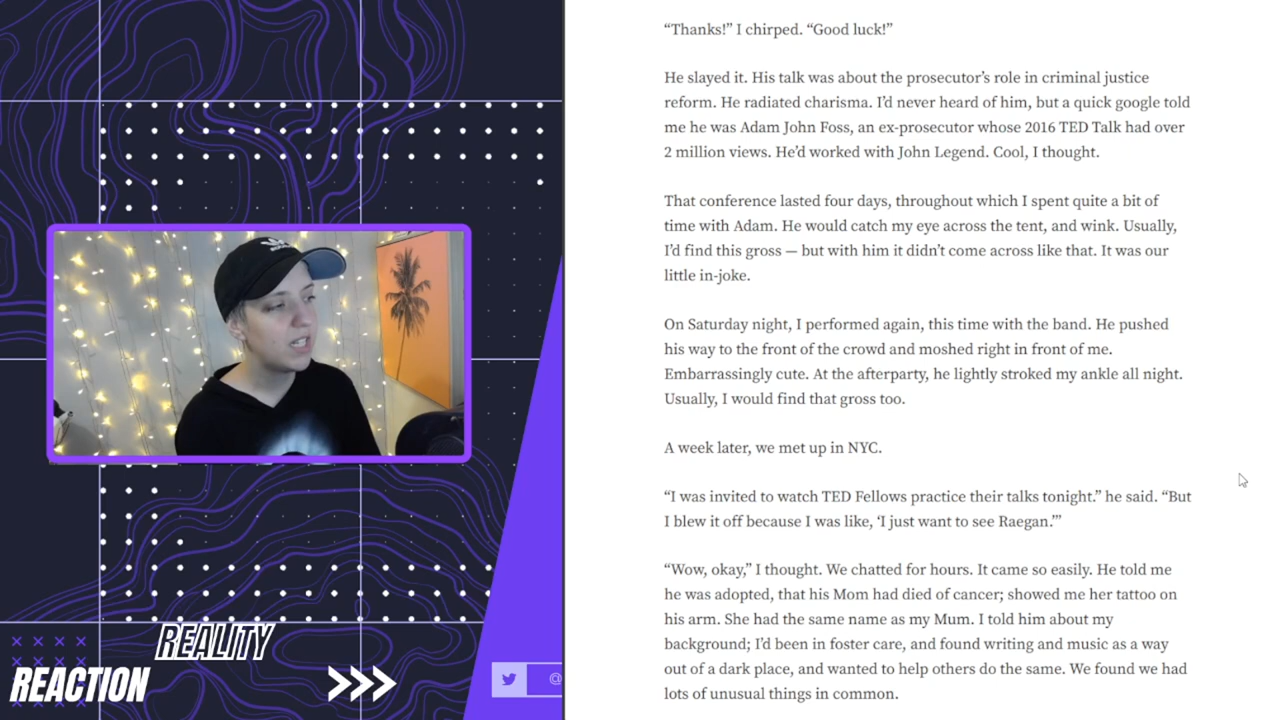 “Thanks!” I chirped. “Good luck!”
He slayed it. His talk was about the prosecutor’s role in criminal justice
reform. He radiated charisma. I’d never heard of him, but a quick google told
me he was Adam John Foss, an ex-prosecutor whose 2016 TED Talk had over
2 million views. He’d worked with John Legend. Cool, I thought.
That conference lasted four days, throughout which I spent quite a bit of
time with Adam. He would catch my eye across the tent, and wink. Usually,
I’d find this gross — but with him it didn’t come across like that. It was our
little in-joke.
On Saturday night, I performed again, this time with the band. He pushed
his way to the front of the crowd and moshed right in front of me.
Embarrassingly cute. At the afterparty, he lightly stroked my ankle all night.
Usually, I would find that gross too.
A week later, we met up in NYC.
“I was invited to watch TED Fellows practice their talks tonight.” he said. “But
I blew it off because I was like, ‘I just want to see Raegan.’”
“Wow, okay,” I thought. We chatted for hours. It came so easily. He told me
he was adopted, that his Mom had died of cancer; showed me her tattoo on
his arm. She had the same name as my Mum. I told him about my
background; I’d been in foster care, and found writing and music as a way
out of a dark place, and wanted to help others do the same. We found we had
lots of unusual things in common.
REALITY
REACTION
@